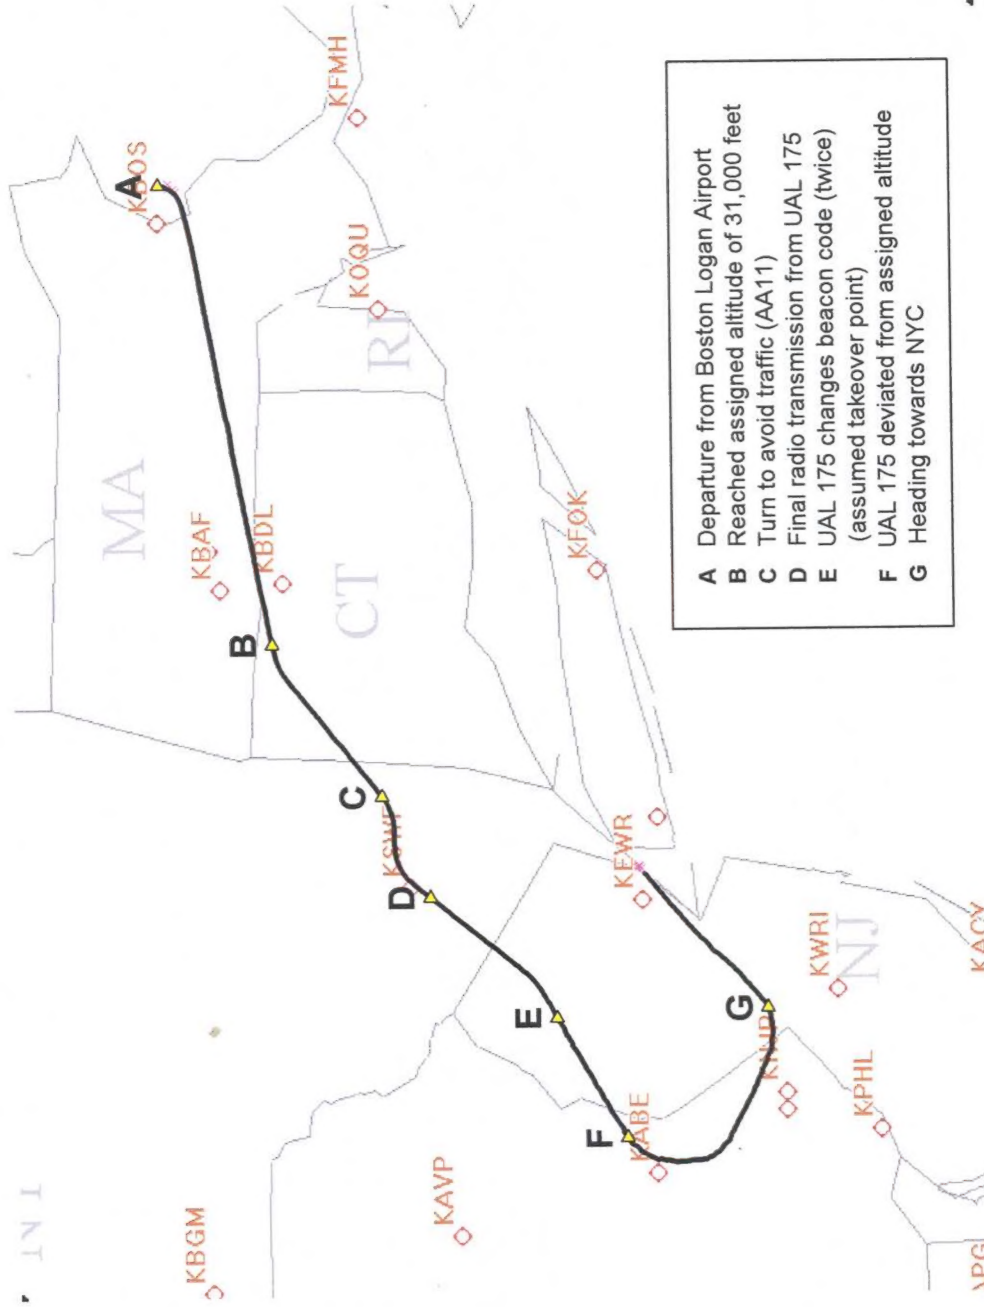 KBOS
A
KFMH
KOQU
RI
MA
KBAF
KBDL
CT
B
KFOK
C
KSWF
D
KEWR
E
F
KABE
G
KWRI
NJ
KPHL
KAVP
KBGM
KACY
A Departure from Boston Logan Airport
B Reached assigned altitude of 31,000 feet
C Turn to avoid traffic (AA11)
D Final radio transmission from UAL 175
E UAL 175 changes beacon code (twice)
(assumed takeover point)
F UAL 175 deviated from assigned altitude
G Heading towards NYC